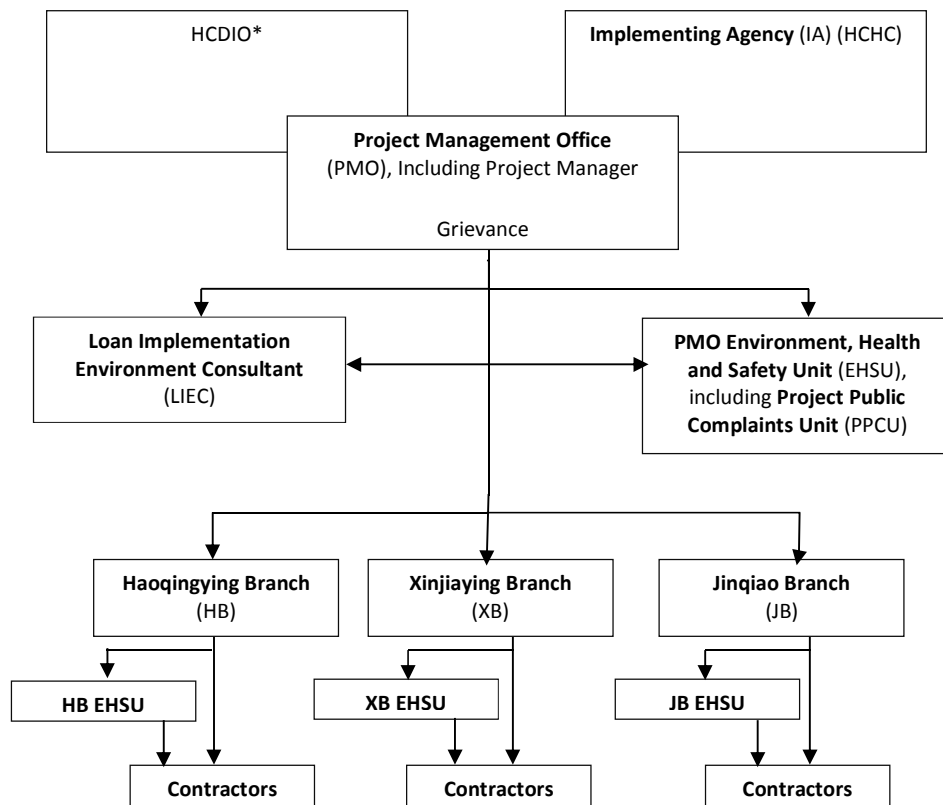 HCDIO*
Implementing Agency (IA) (HCHC)
Project Management Office
(PMO), Including Project Manager
Grievance
Loan Implementation
Environment Consultant
(LIEC)
PMO Environment, Health
and Safety Unit (EHSU),
including Project Public
Complaints Unit (PPCU)
Haoqingying Branch
(HB)
Xinjiaying Branch
(XB)
Jinqiao Branch
(JB)
HB EHSU
XB EHSU
JB EHSU
Contractors
Contractors
Contractors